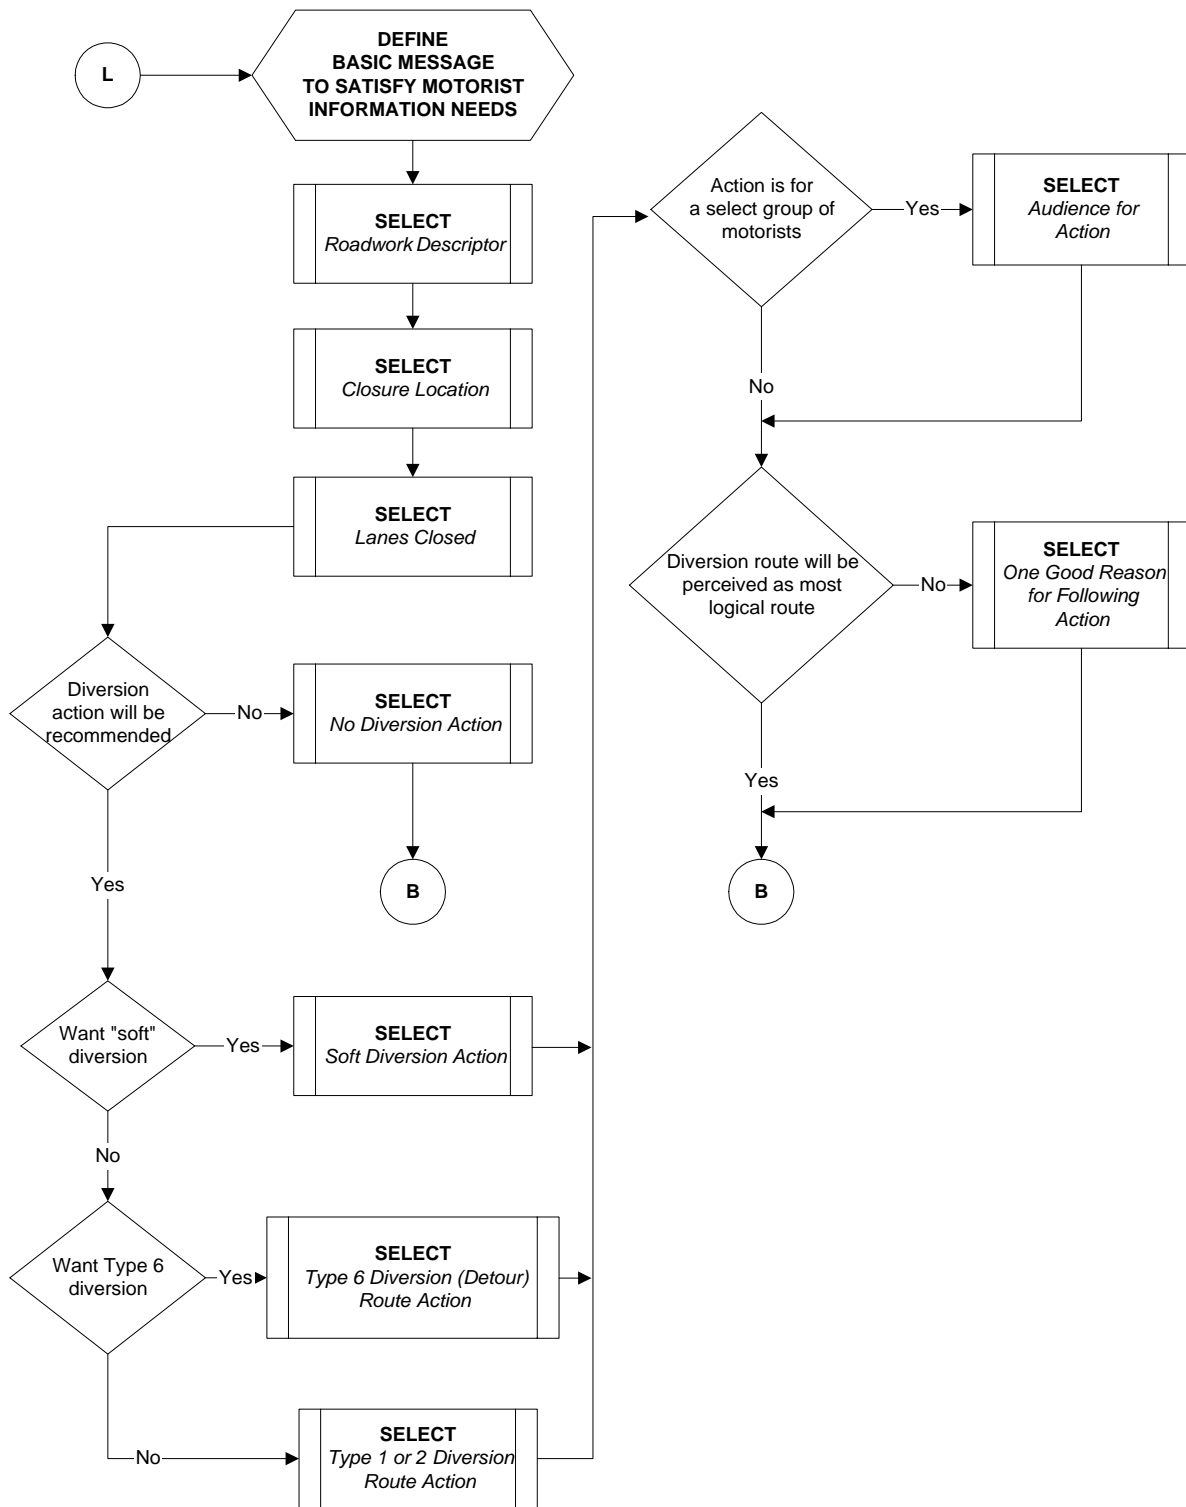 L
DEFINE
BASIC MESSAGE
TO SATISFY MOTORIST
INFORMATION NEEDS
SELECT
Roadwork Descriptor
SELECT
Closure Location
SELECT
Lanes Closed
Diversion
action will be
recommended
No
SELECT
No Diversion Action
Yes
B
Want "soft"
diversion
Yes
SELECT
Soft Diversion Action
No
Want Type 6
diversion
Yes
SELECT
Type 6 Diversion (Detour)
Route Action
No
SELECT
Type 1 or 2 Diversion
Route Action
Action is for
a select group of
motorists
Yes
SELECT
Audience for
Action
No
Diversion route will be
perceived as most
logical route
No
SELECT
One Good Reason
for Following
Action
Yes
B